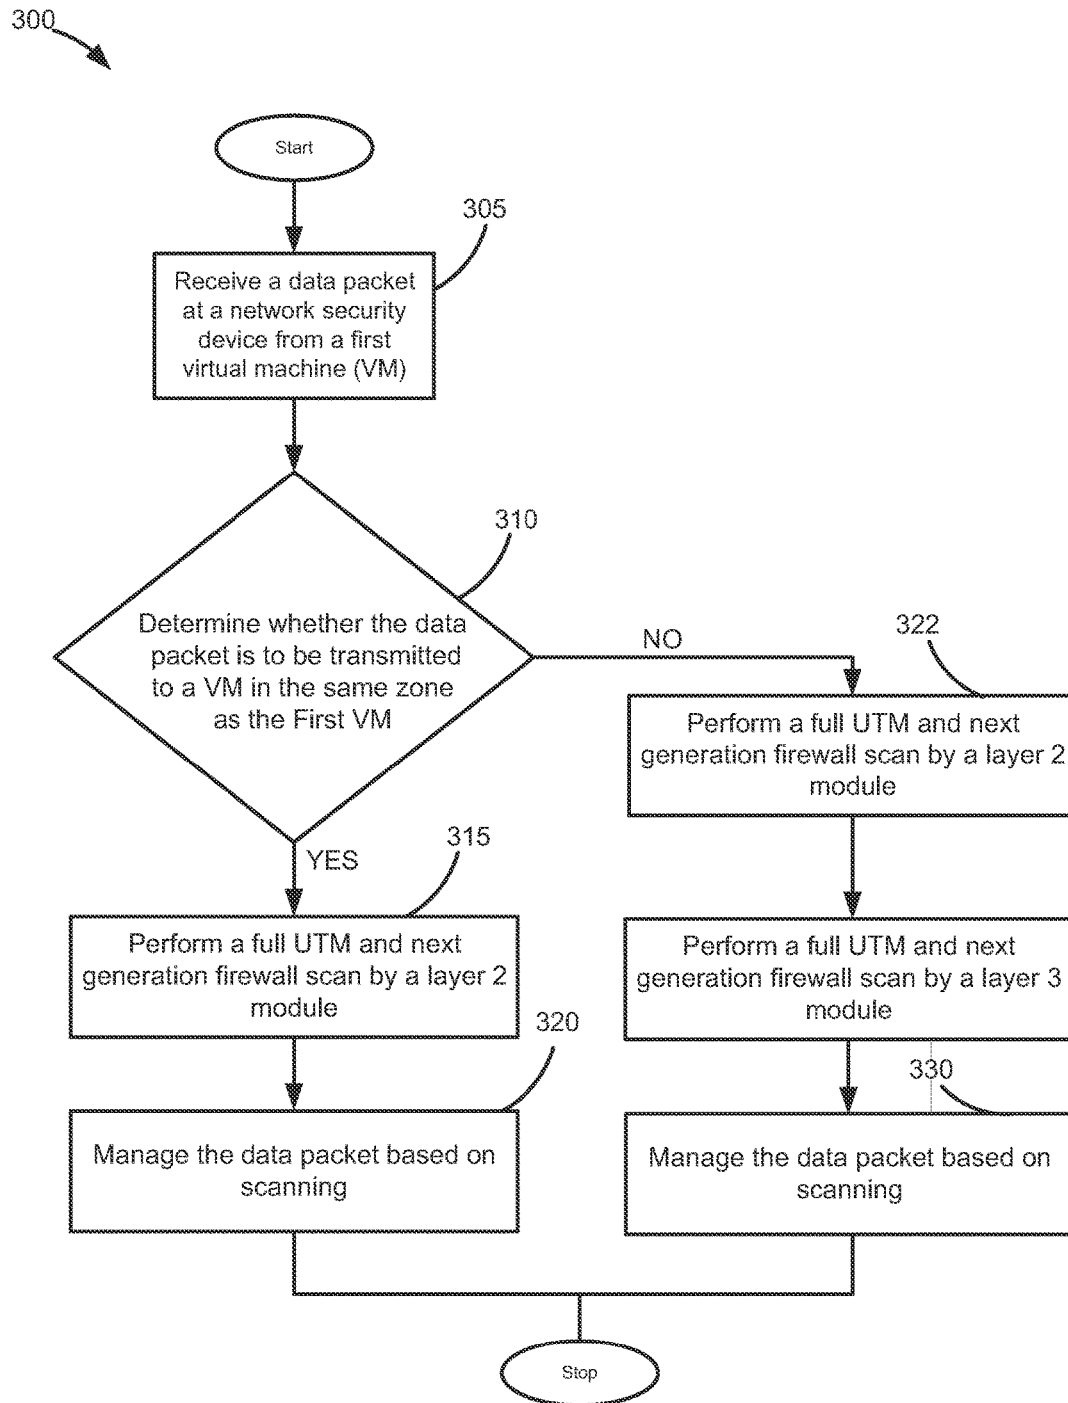 300
Start
305
Receive a data packet
at a network security
device from a first
virtual machine (VM)
310
Determine whether the data
packet is to be transmitted
to a VM in the same zone
as the First VM
NO
322
Perform a full UTM and next
generation firewall scan by a layer 2
module
YES
315
Perform a full UTM and next
generation firewall scan by a layer 2
module
Perform a full UTM and next
generation firewall scan by a layer 3
module
320
Manage the data packet based on
scanning
330
Manage the data packet based on
scanning
Stop